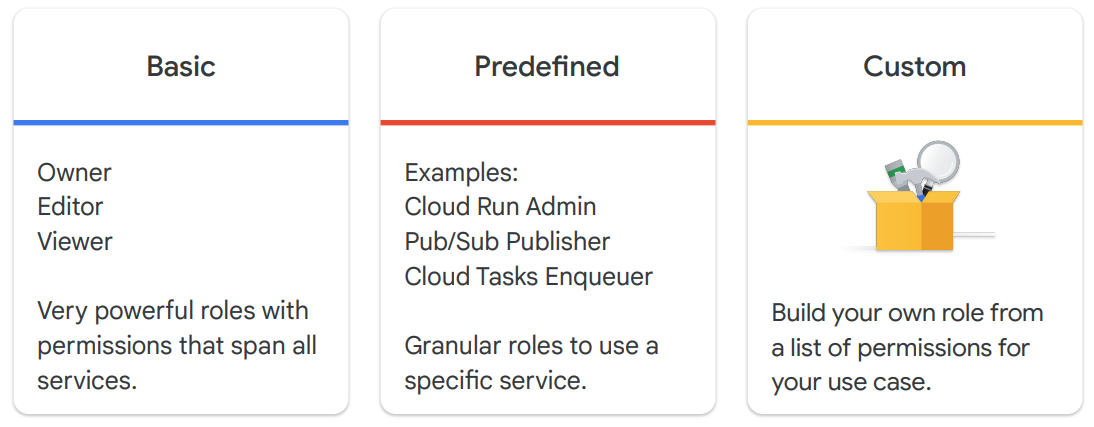 Basic
Owner
Editor
Viewer
Very powerful roles with
permissions that span all
services.
Predefined
Examples:
Cloud Run Admin
Pub/Sub Publisher
Cloud Tasks Enqueuer
Granular roles to use a
specific service.
Custom
Build your own role from
a list of permissions for
your use case.